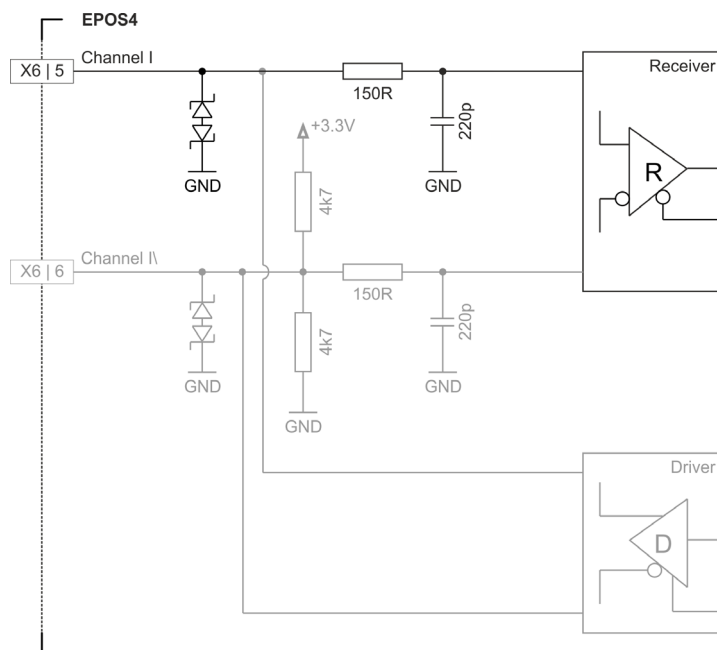 EPOS4
X6 | 5
Channel I
150R
220p
Receiver
GND
+3.3V
GND
R
4k7
X6 | 6
Channel I\
150R
4k7
220p
GND
GND
GND
Driver
D